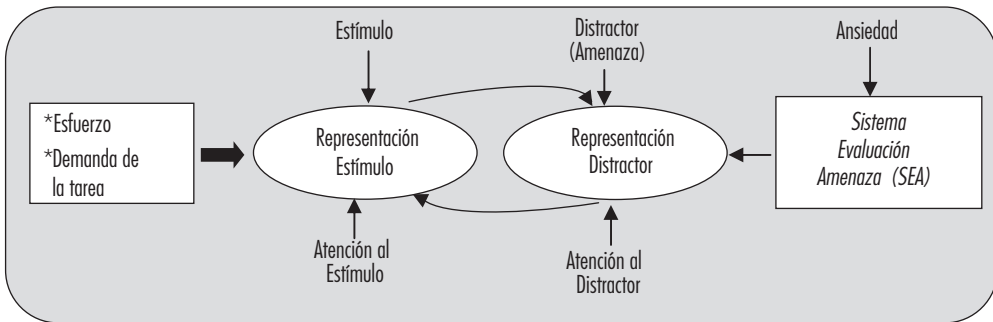 Estímulo
Distractor
(Amenaza)
Ansiedad
*Esfuerzo
*Demanda de
la tarea
Representación
Estímulo
Representación
Distractor
Sistema
Evaluación
Amenaza (SEA)
Atención al
Estímulo
Atención al
Distractor